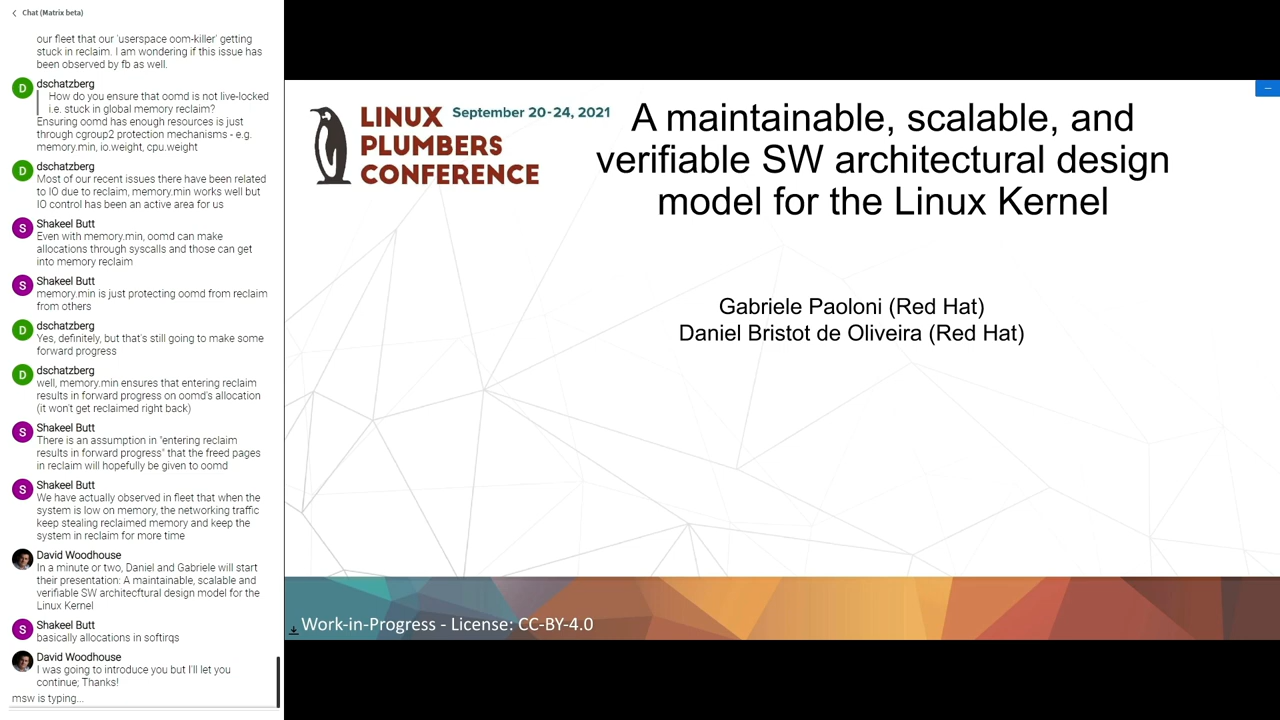 Chat (Matrix beta)
our fleet that our 'userspace oom-killer' getting
stuck in reclaim. I am wondering if this issue has
been observed by fb as well.
D
dschatzberg
How do you ensure that oomd is not live-locked
i.e. stuck in global memory reclaim?
Ensuring oomd has enough resources is just
through cgroup2 protection mechanisms - e.g.
memory.min, io.weight, cpu.weight
D
dschatzberg
Most of our recent issues there have been related
to IO due to reclaim, memory.min works well but
IO control has been an active area for us
S
Shakeel Butt
Even with memory.min, oomd can make
allocations through syscalls and those can get
into memory reclaim
S
Shakeel Butt
memory.min is just protecting oomd from reclaim
from others
D
dschatzberg
Yes, definitely, but that's still going to make some
forward progress
D
dschatzberg
well, memory.min ensures that entering reclaim
results in forward progress on oomd's allocation
(it won't get reclaimed right back)
S
Shakeel Butt
There is an assumption in "entering reclaim
results in forward progress" that the freed pages
in reclaim will hopefully be given to oomd
S
Shakeel Butt
We have actually observed in fleet that when the
system is low on memory, the networking traffic
keep stealing reclaimed memory and keep the
system in reclaim for more time
David Woodhouse
In a minute or two, Daniel and Gabriele will start
their presentation: A maintainable, scalable and
verifiable SW architecftural design model for the
Linux Kernel
S
Shakeel Butt
basically allocations in softirqs
David Woodhouse
I was going to introduce you but I'll let you
continue; Thanks!
msw is typing...
LINUX
PLUMBERS
CONFERENCE
September 20-24, 2021
A maintainable, scalable, and
verifiable SW architectural design
model for the Linux Kernel
Gabriele Paoloni (Red Hat)
Daniel Bristot de Oliveira (Red Hat)
Work-in-Progress - License: CC-BY-4.0